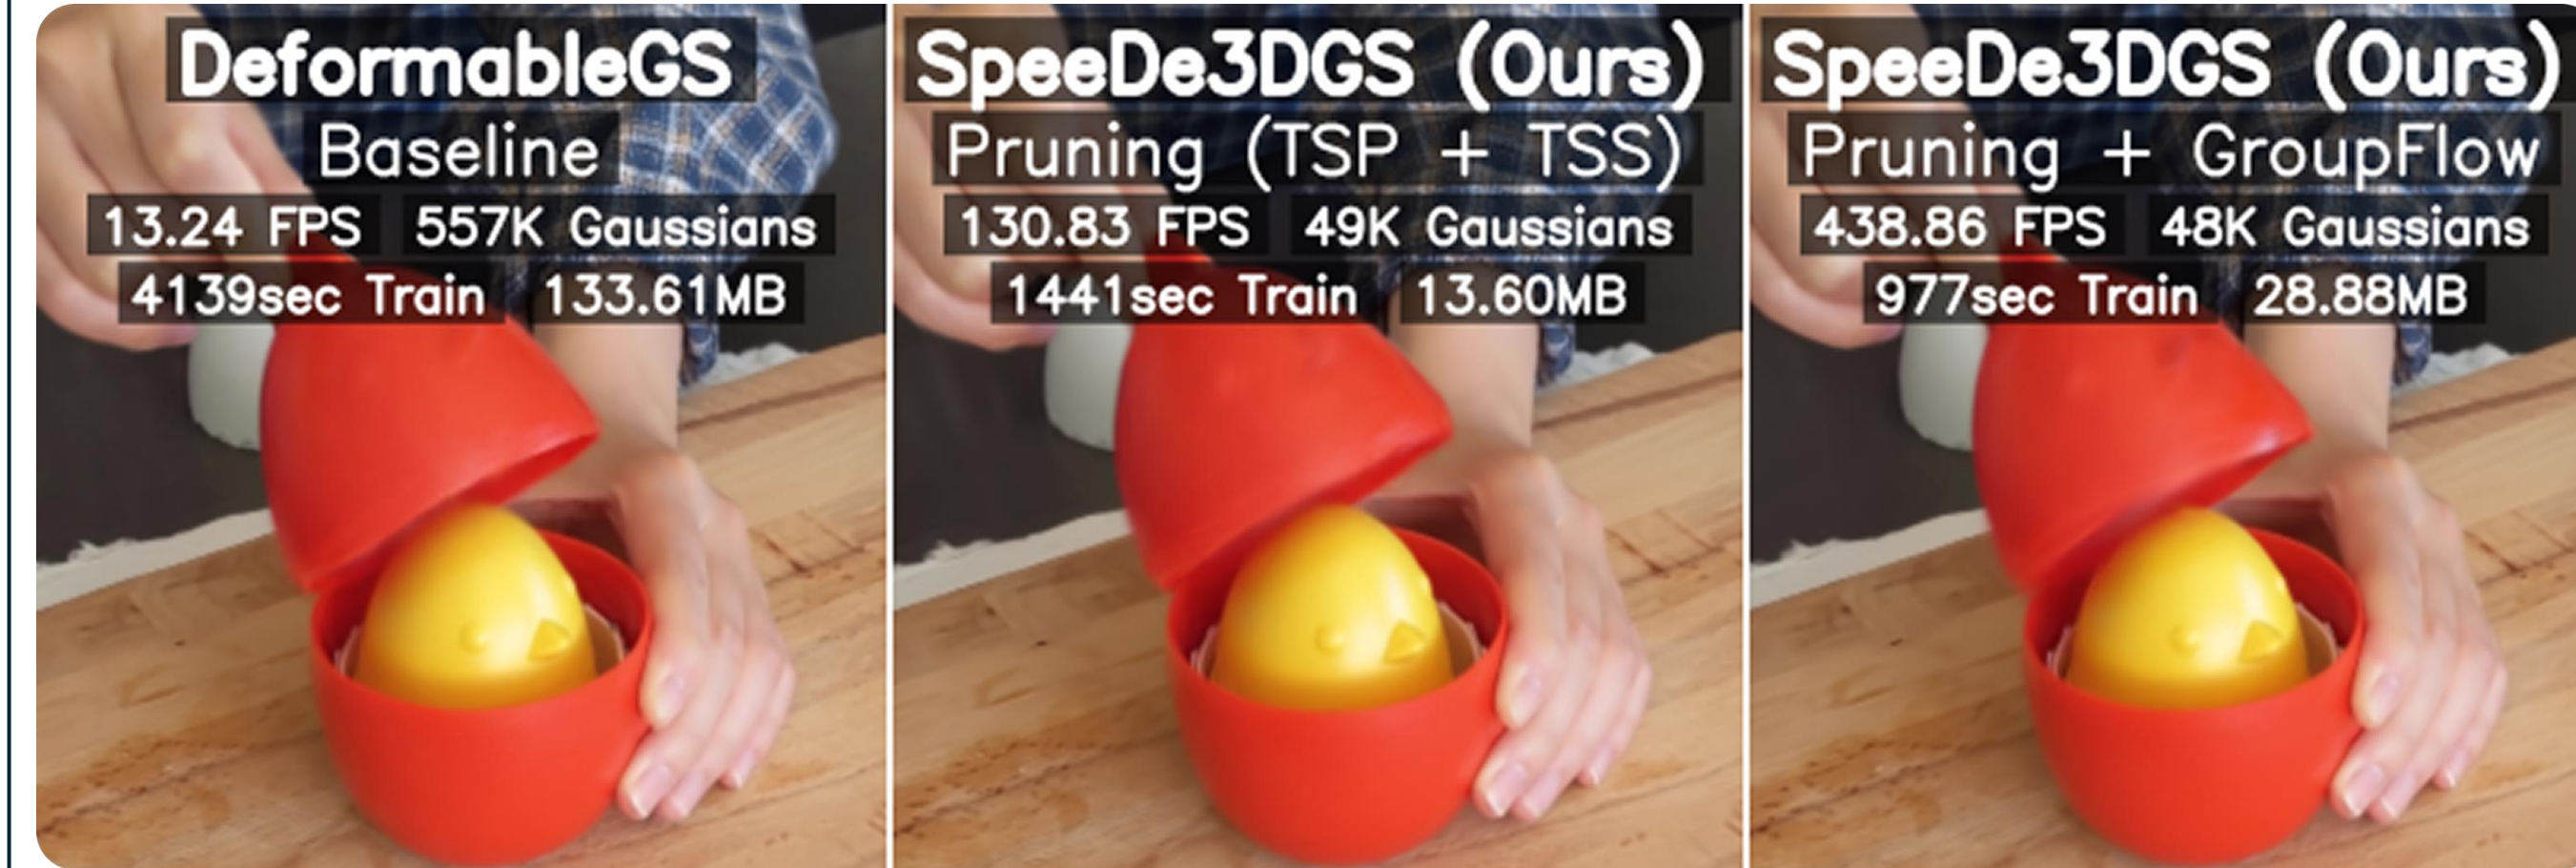 DeformableGS
Baseline
13.24 FPS 557K Gaussians
4139sec Train 133.61MB
SpeeDe3DGS (Ours)
Pruning (TSP + TSS)
130.83 FPS 49K Gaussians
1441sec Train 13.60MB
SpeeDe3DGS (Ours)
Pruning + GroupFlow
438.86 FPS 48K Gaussians
977sec Train 28.88MB